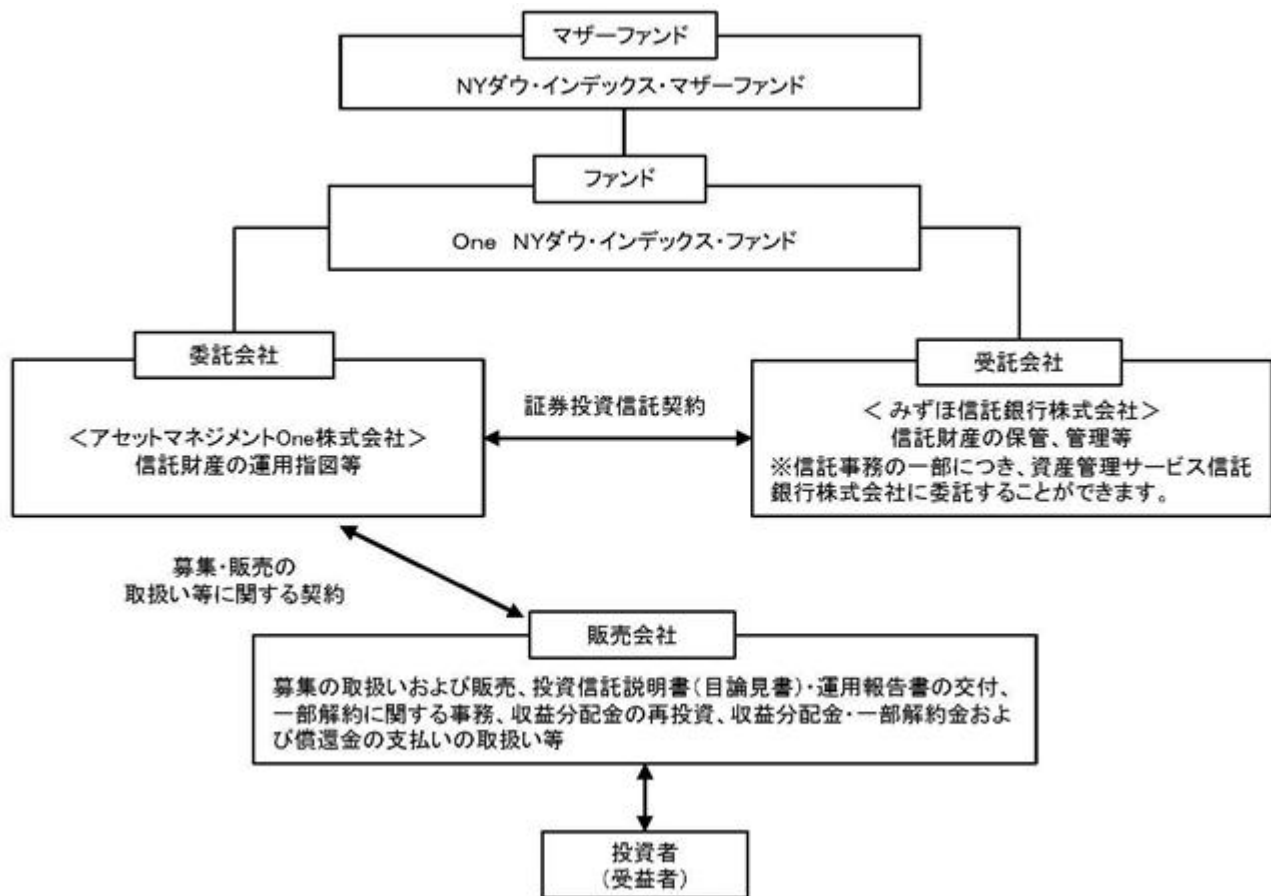 マザーファンド
NYダウ・インデックス・マザーファンド
ファンド
One NYダウ・インデックス・ファンド
委託会社
<アセットマネジメントOne株式会社>
信託財産の運用指図等
証券投資信託契約
受託会社
<みずほ信託銀行株式会社>
信託財産の保管、管理等
※信託事務の一部につき、資産管理サービス信託
銀行株式会社に委託することができます。
募集・販売の
取扱い等に関する契約
販売会社
募集の取扱いおよび販売、投資信託説明書(目論見書)・運用報告書の交付、
一部解約に関する事務、収益分配金の再投資、収益分配金・一部解約金およ
び償還金の支払いの取扱い等
投資者
(受益者)